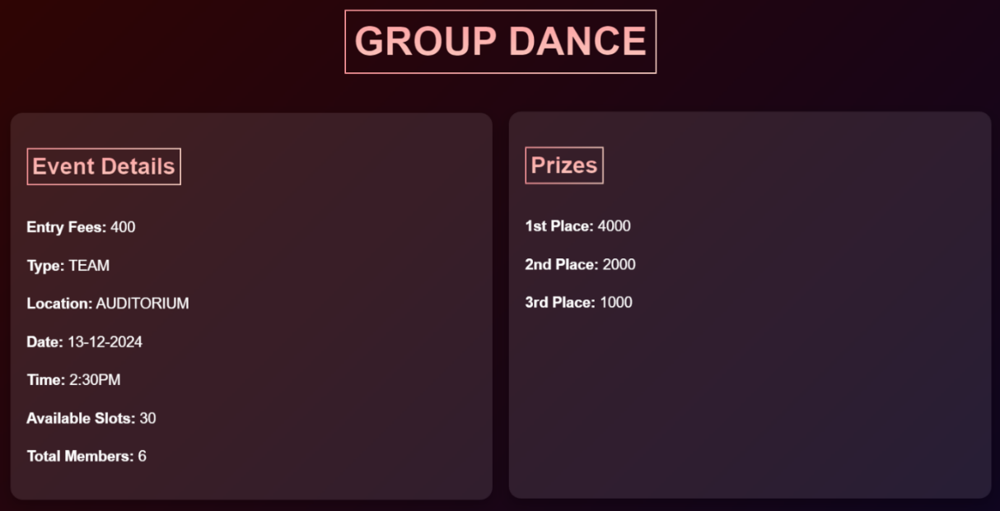 GROUP DANCE
Event Details
Entry Fees: 400
Type: TEAM
Location: AUDITORIUM
Date: 13-12-2024
Time: 2:30PM
Available Slots: 30
Total Members: 6
Prizes
1st Place: 4000
2nd Place: 2000
3rd Place: 1000